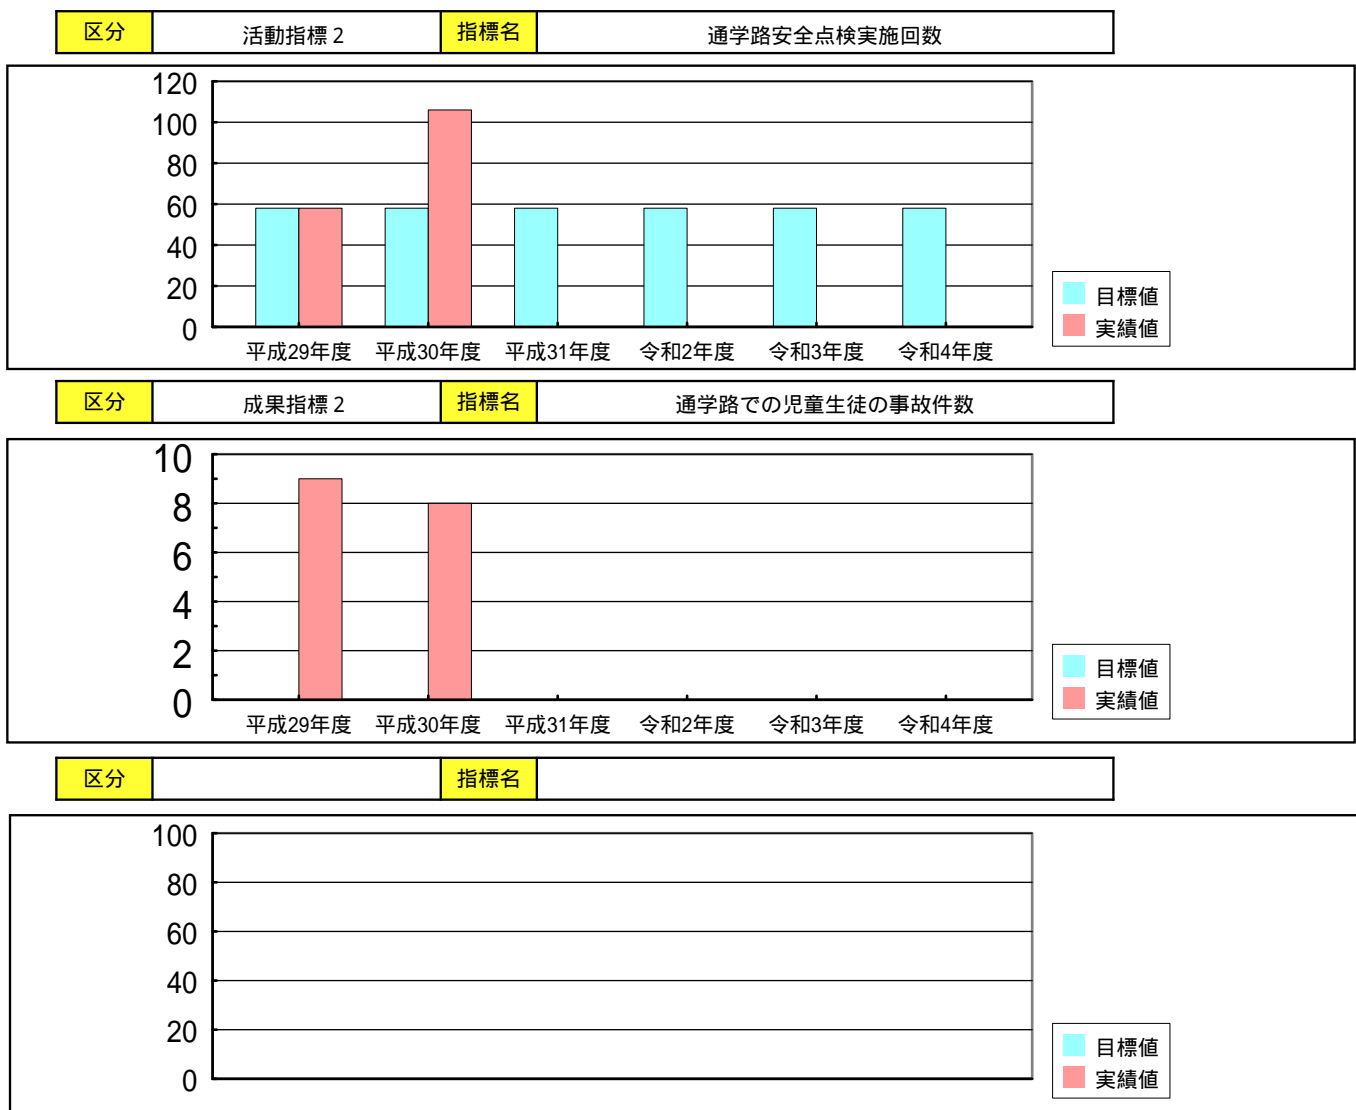 区分 活動指標２ 指標名 通学路安全点検実施回数
120
100
80
60
40
20
0
平成29年度 平成30年度 平成31年度 令和2年度 令和3年度 令和4年度
目標値
実績値
区分 成果指標２ 指標名 通学路での児童生徒の事故件数
10
8
6
4
2
0
平成29年度 平成30年度 平成31年度 令和2年度 令和3年度 令和4年度
目標値
実績値
区分 指標名
100
80
60
40
20
0
目標値
実績値